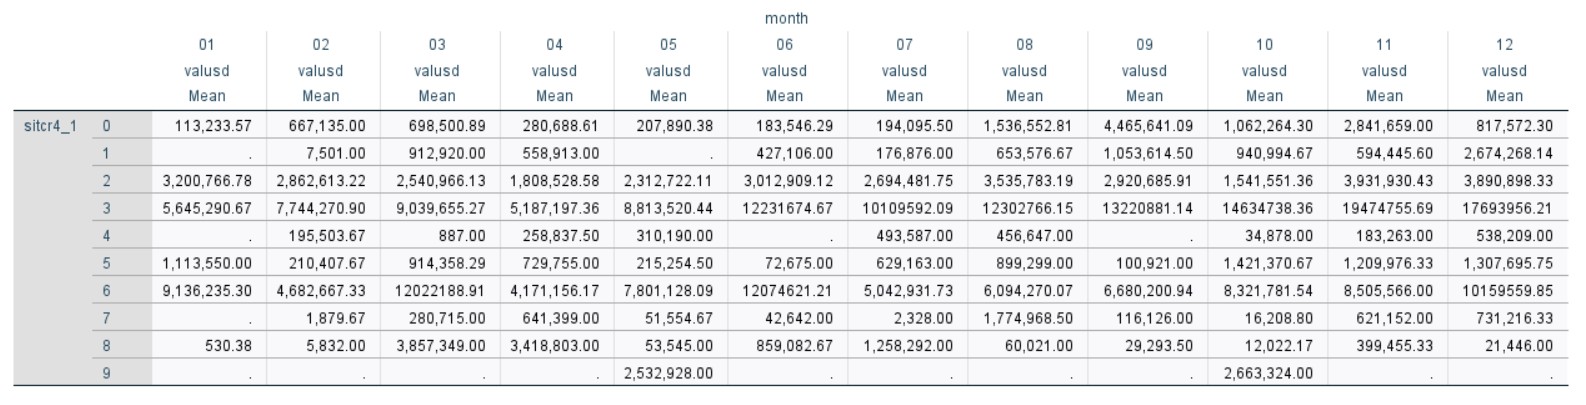 month
01 02 03 04 05 06 07 08 09 10 11 12
valusd valusd valusd valusd valusd valusd valusd valusd valusd valusd valusd valusd
Mean Mean Mean Mean Mean Mean Mean Mean Mean Mean Mean Mean
sitcr4_1 0 113,233.57 667,135.00 698,500.89 280,688.61 207,890.38 183,546.29 194,095.50 1,536,552.81 4,465,641.09 1,062,264.30 2,841,659.00 817,572.30
1 . 7,501.00 912,920.00 558,913.00 . 427,106.00 176,876.00 653,576.67 1,053,614.50 940,994.67 594,445.60 2,674,268.14
2 3,200,766.78 2,862,613.22 2,540,966.13 1,808,528.58 2,312,722.11 3,012,909.12 2,694,481.75 3,535,783.19 2,920,685.91 1,541,551.36 3,931,930.43 3,890,898.33
3 5,645,290.67 7,744,270.90 9,039,655.27 5,187,197.36 8,813,520.44 12231674.67 10109592.09 12302766.15 13220881.14 14634738.36 19474755.69 17693956.21
4 . 195,503.67 887.00 258,837.50 310,190.00 . 493,587.00 456,647.00 . 34,878.00 183,263.00 538,209.00
5 1,113,550.00 210,407.67 914,358.29 729,755.00 215,254.50 72,675.00 629,163.00 899,299.00 100,921.00 1,421,370.67 1,209,976.33 1,307,695.75
6 9,136,235.30 4,682,667.33 12022188.91 4,171,156.17 7,801,128.09 12074621.21 5,042,931.73 6,094,270.07 6,680,200.94 8,321,781.54 8,505,566.00 10159559.85
7 . 1,879.67 280,715.00 641,399.00 51,554.67 42,642.00 2,328.00 1,774,968.50 116,126.00 16,208.80 621,152.00 731,216.33
8 530.38 5,832.00 3,857,349.00 3,418,803.00 53,545.00 859,082.67 1,258,292.00 60,021.00 29,293.50 12,022.17 399,455.33 21,446.00
9 . . . . 2,532,928.00 . . . . 2,663,324.00 . .